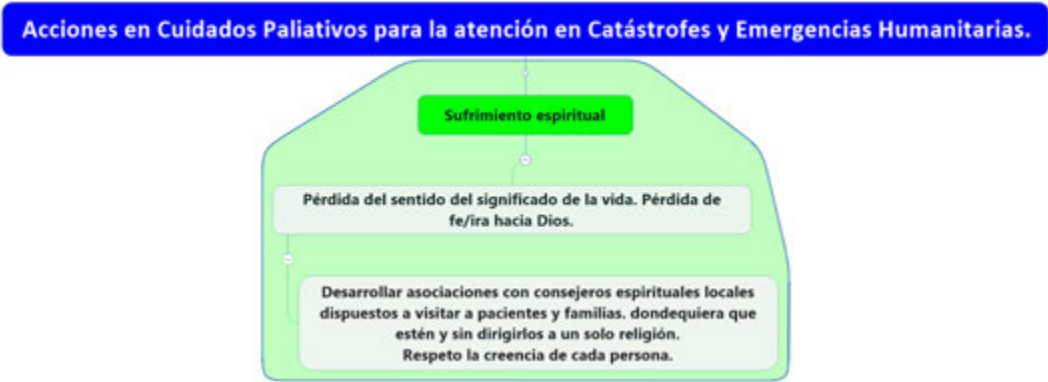 Acciones en Cuidados Paliativos para la atención en Catástrofes y Emergencias Humanitarias.
Sufrimiento espiritual
Pérdida del sentido del significado de la vida. Pérdida de
fe/ira hacia Dios.
Desarrollar asociaciones con consejeros espirituales locales
dispuestos a visitar a pacientes y familias. dondequiera que
estén y sin dirigirlos a un solo religión.
Respeto la creencia de cada persona.